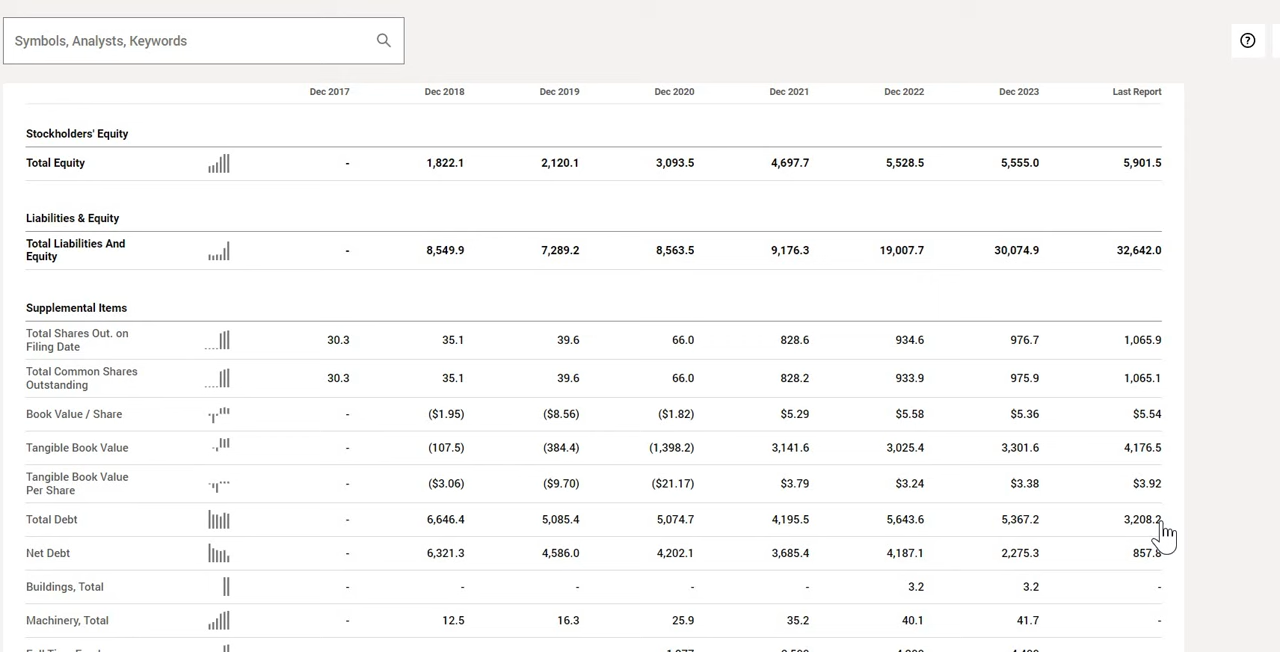 Symbols, Analysts, Keywords
Dec 2017 Dec 2018 Dec 2019 Dec 2020 Dec 2021 Dec 2022 Dec 2023 Last Report
Stockholders' Equity
Total Equity - 1,822.1 2,120.1 3,093.5 4,697.7 5,528.5 5,555.0 5,901.5
Liabilities & Equity
Total Liabilities And
Equity - 8,549.9 7,289.2 8,563.5 9,176.3 19,007.7 30,074.9 32,642.0
Supplemental Items
Total Shares Out. on
Filing Date 30.3 35.1 39.6 66.0 828.6 934.6 976.7 1,065.9
Total Common Shares
Outstanding 30.3 35.1 39.6 66.0 828.2 933.9 975.9 1,065.1
Book Value / Share - ($1.95) ($8.56) ($1.82) $5.29 $5.58 $5.36 $5.54
Tangible Book Value - (107.5) (384.4) (1,398.2) 3,141.6 3,025.4 3,301.6 4,176.5
Tangible Book Value
Per Share - ($3.06) ($9.70) ($21.17) $3.79 $3.24 $3.38 $3.92
Total Debt - 6,646.4 5,085.4 5,074.7 4,195.5 5,643.6 5,367.2 3,208.2
Net Debt - 6,321.3 4,586.0 4,202.1 3,685.4 4,187.1 2,275.3 857.8
Buildings, Total - - - - - 3.2 3.2 -
Machinery, Total - 12.5 16.3 25.9 35.2 40.1 41.7 -